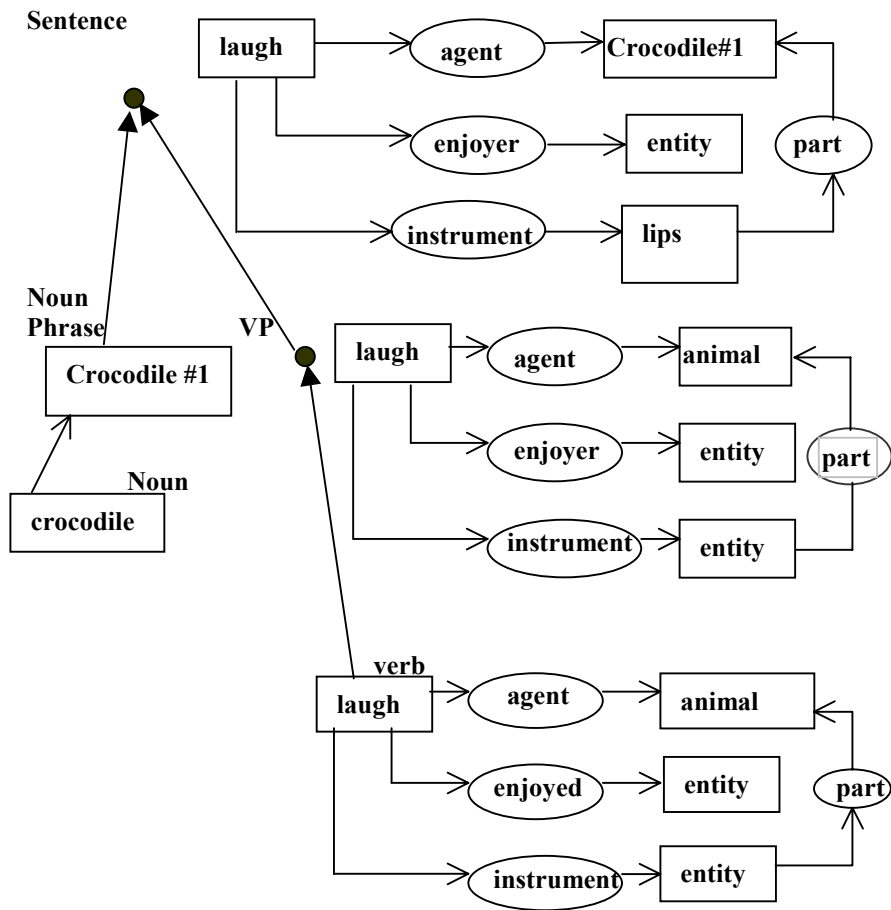 Sentence
laugh
agent
Crocodile#1
enjoyer
entity
part
instrument
lips
Noun
Phrase
VP
Crocodile #1
Noun
crocodile
laugh
agent
animal
enjoyer
entity
part
instrument
entity
verb
laugh
agent
animal
enjoyed
entity
part
instrument
entity